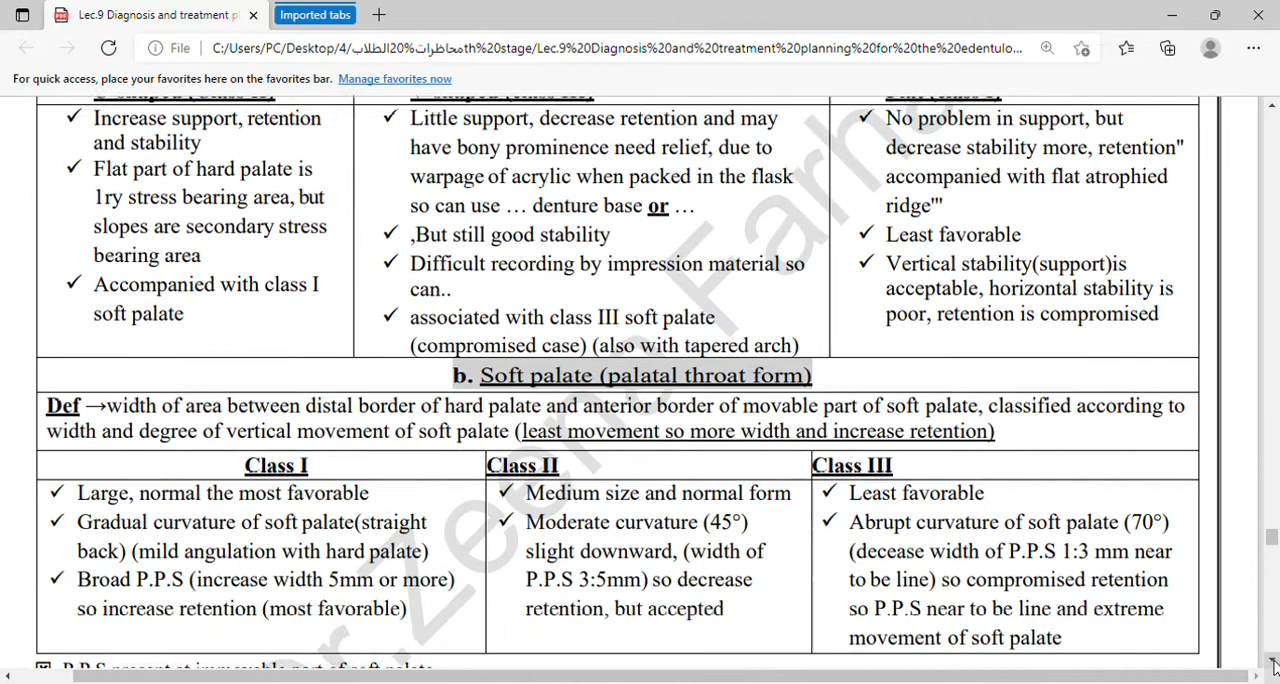 Lec.9 Diagnosis and treatment p
Imported tabs
File
C:/Users/PC/Desktop/4/محاظرات%20الطلاب/th%20stage/Lec.9%20Diagnosis%20and%20treatment%20planning%20for%20the%20edentulo...
For quick access, place your favorites here on the favorites bar. Manage favorites now
Increase support, retention
and stability
Flat part of hard palate is
1ry stress bearing area, but
slopes are secondary stress
bearing area
Accompanied with class I
soft palate
Little support, decrease retention and may
have bony prominence need relief, due to
warpage of acrylic when packed in the flask
so can use … denture base or …
,But still good stability
Difficult recording by impression material so
can..
associated with class III soft palate
(compromised case) (also with tapered arch)
No problem in support, but
decrease stability more, retention"
accompanied with flat atrophied
ridge"'
Least favorable
Vertical stability(support)is
acceptable, horizontal stability is
poor, retention is compromised
b. Soft palate (palatal throat form)
Def →width of area between distal border of hard palate and anterior border of movable part of soft palate, classified according to
width and degree of vertical movement of soft palate (least movement so more width and increase retention)
Class I
Large, normal the most favorable
Gradual curvature of soft palate(straight
back) (mild angulation with hard palate)
Broad P.P.S (increase width 5mm or more)
so increase retention (most favorable)
Class II
Medium size and normal form
Moderate curvature (45°)
slight downward, (width of
P.P.S 3:5mm) so decrease
retention, but accepted
Class III
Least favorable
Abrupt curvature of soft palate (70°)
(decease width of P.P.S 1:3 mm near
to be line) so compromised retention
so P.P.S near to be line and extreme
movement of soft palate
er.Zeena Farha